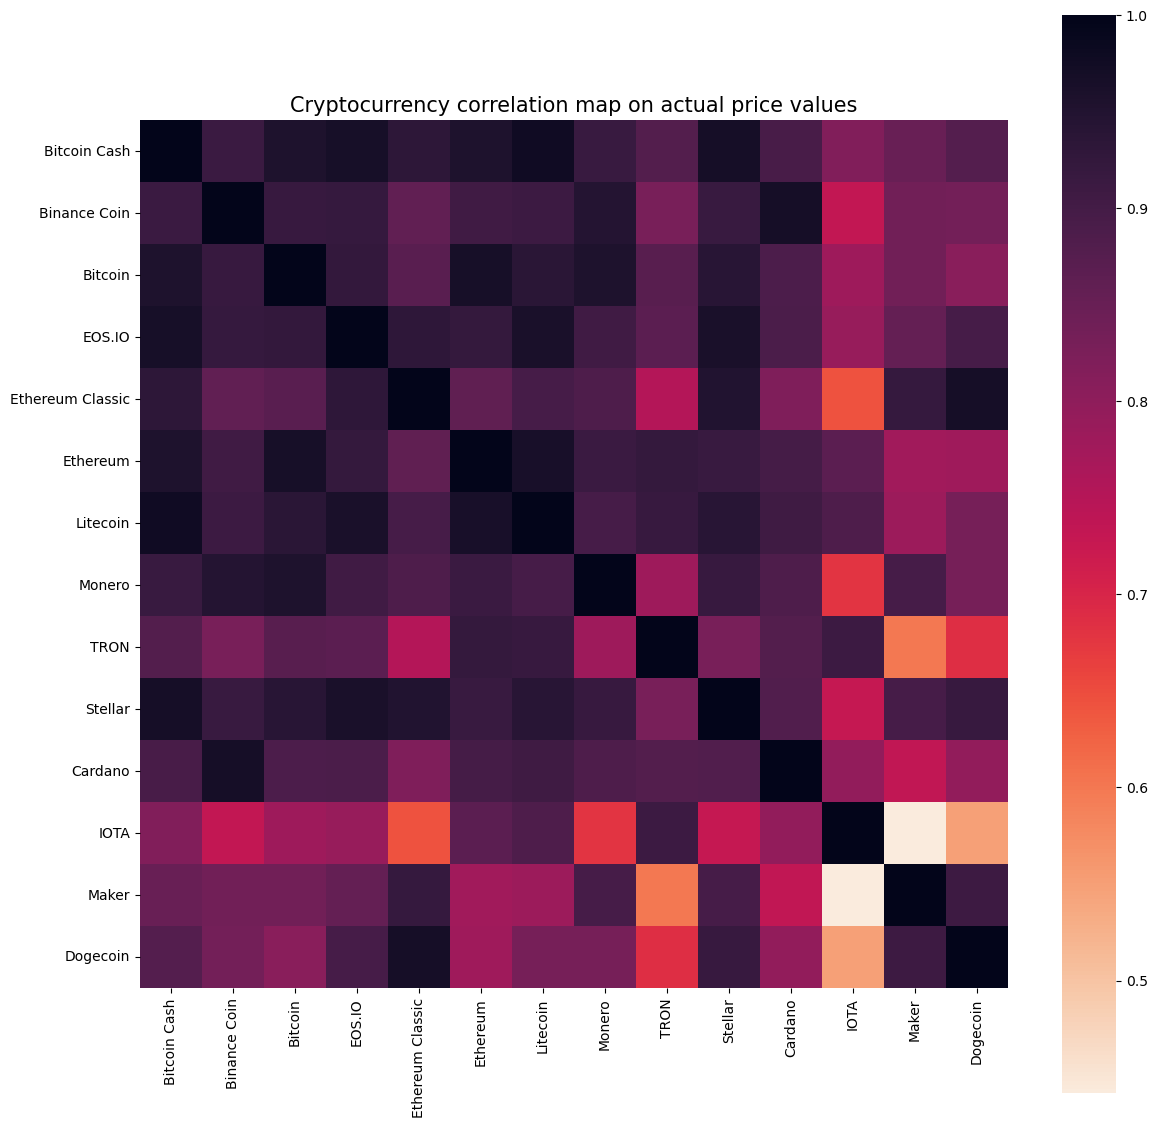 Cryptocurrency correlation map on actual price values
Bitcoin Cash
Binance Coin
Bitcoin
EOS.IO
Ethereum Classic
Ethereum
Litecoin
Monero
TRON
Stellar
Cardano
IOTA
Maker
Dogecoin
Bitcoin Cash
Binance Coin
Bitcoin
EOS.IO
Ethereum Classic
Ethereum
Litecoin
Monero
TRON
Stellar
Cardano
IOTA
Maker
Dogecoin
1.0
0.9
0.8
0.7
0.6
0.5